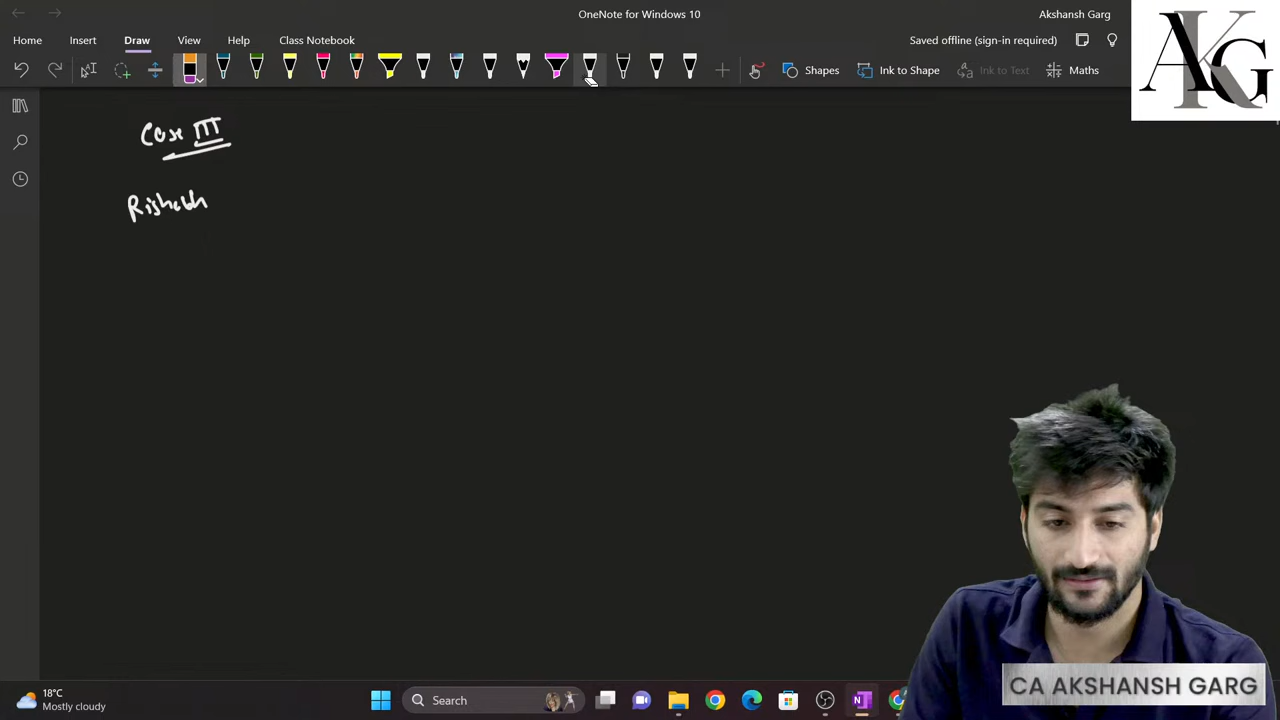 OneNote for Windows 10
Akshansh Garg
Home Insert Draw View Help Class Notebook
Saved offline (sign-in required)
Shapes Ink to Shape Ink to Text Maths
AKG
Case III
Rishabh
CA AKSHANSH GARG
18°C
Mostly cloudy
Search